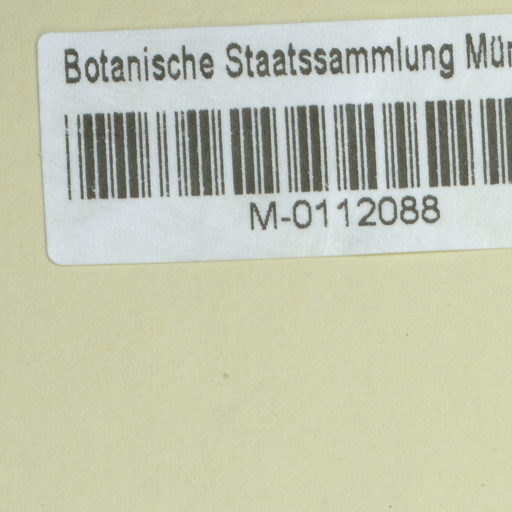 Botanische Staatssammlung Mün
M-0112088